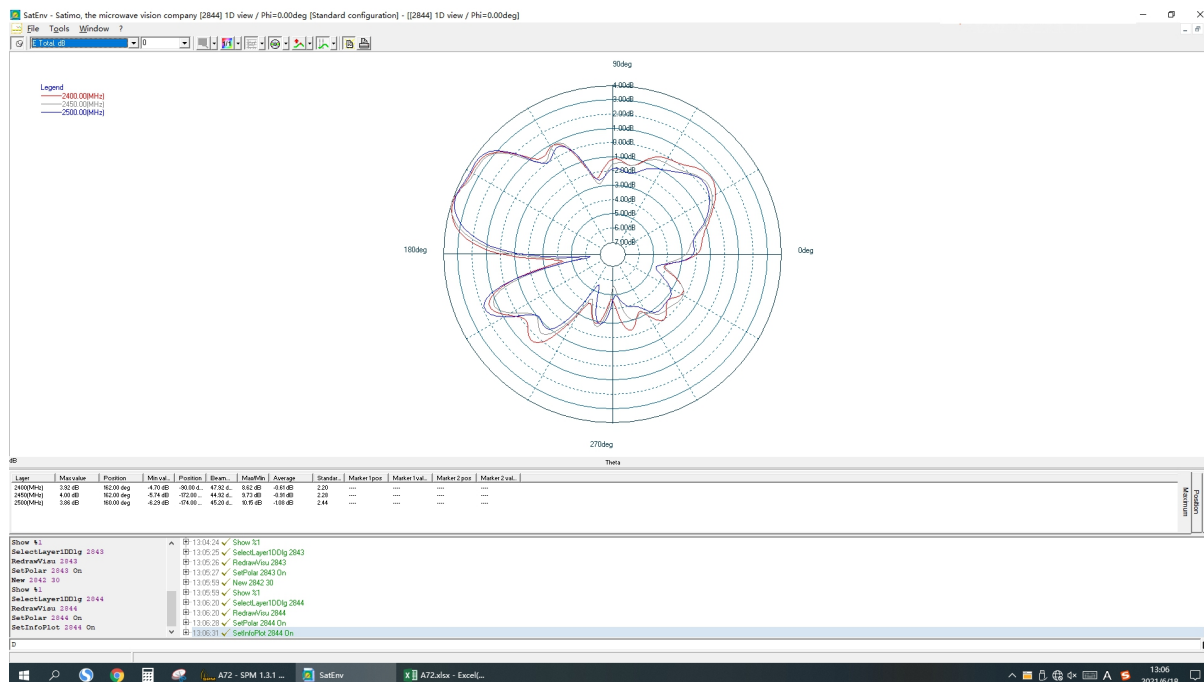 SatEnv - Satimo, the microwave vision company [2844] 1D view / Phi=0.00deg [Standard configuration] - [[2844] 1D view / Phi=0.00deg]
File Tools Window ?
E Total dB 0
90deg
Legend
2400.00(MHz)
2450.00(MHz)
2500.00(MHz)
4.00dB
3.00dB
2.00dB
1.00dB
0.00dB
-1.00dB
-2.00dB
-3.00dB
-4.00dB
-5.00dB
-6.00dB
-7.00dB
180deg
0deg
270deg
dB
Theta
Layer Max value Position Min val... Position Beam... Max/Min Average Standar... Marker 1 pos Marker 1 val... Marker 2 pos Marker 2 val...
2400(MHz) 3.92 dB 162.00 deg -4.70 dB -90.00 d... 47.92 d... 8.62 dB -0.61 dB 2.20 ---- ---- ---- ----
2450(MHz) 4.00 dB 162.00 deg -5.74 dB -172.00 ... 44.92 d... 9.73 dB -0.91 dB 2.28 ---- ---- ---- ----
2500(MHz) 3.86 dB 160.00 deg -6.29 dB -174.00 ... 45.20 d... 10.15 dB -1.08 dB 2.44 ---- ---- ---- ----
Position
Maximum
Show %1
SelectLayer1DDlg 2843
RedrawVisu 2843
SetPolar 2843 On
New 2842 30
Show %1
SelectLayer1DDlg 2844
RedrawVisu 2844
SetPolar 2844 On
SetInfoPlot 2844 On
13:04:24 Show %1
13:05:25 SelectLayer1DDlg 2843
13:05:26 RedrawVisu 2843
13:05:27 SetPolar 2843 On
13:05:59 New 2842 30
13:05:59 Show %1
13:06:20 SelectLayer1DDlg 2844
13:06:20 RedrawVisu 2844
13:06:28 SetPolar 2844 On
13:06:31 SetInfoPlot 2844 On
D
A72 - SPM 1.3.1 ... SatEnv A72.xlsx - Excel(...
A
13:06
2021/6/18